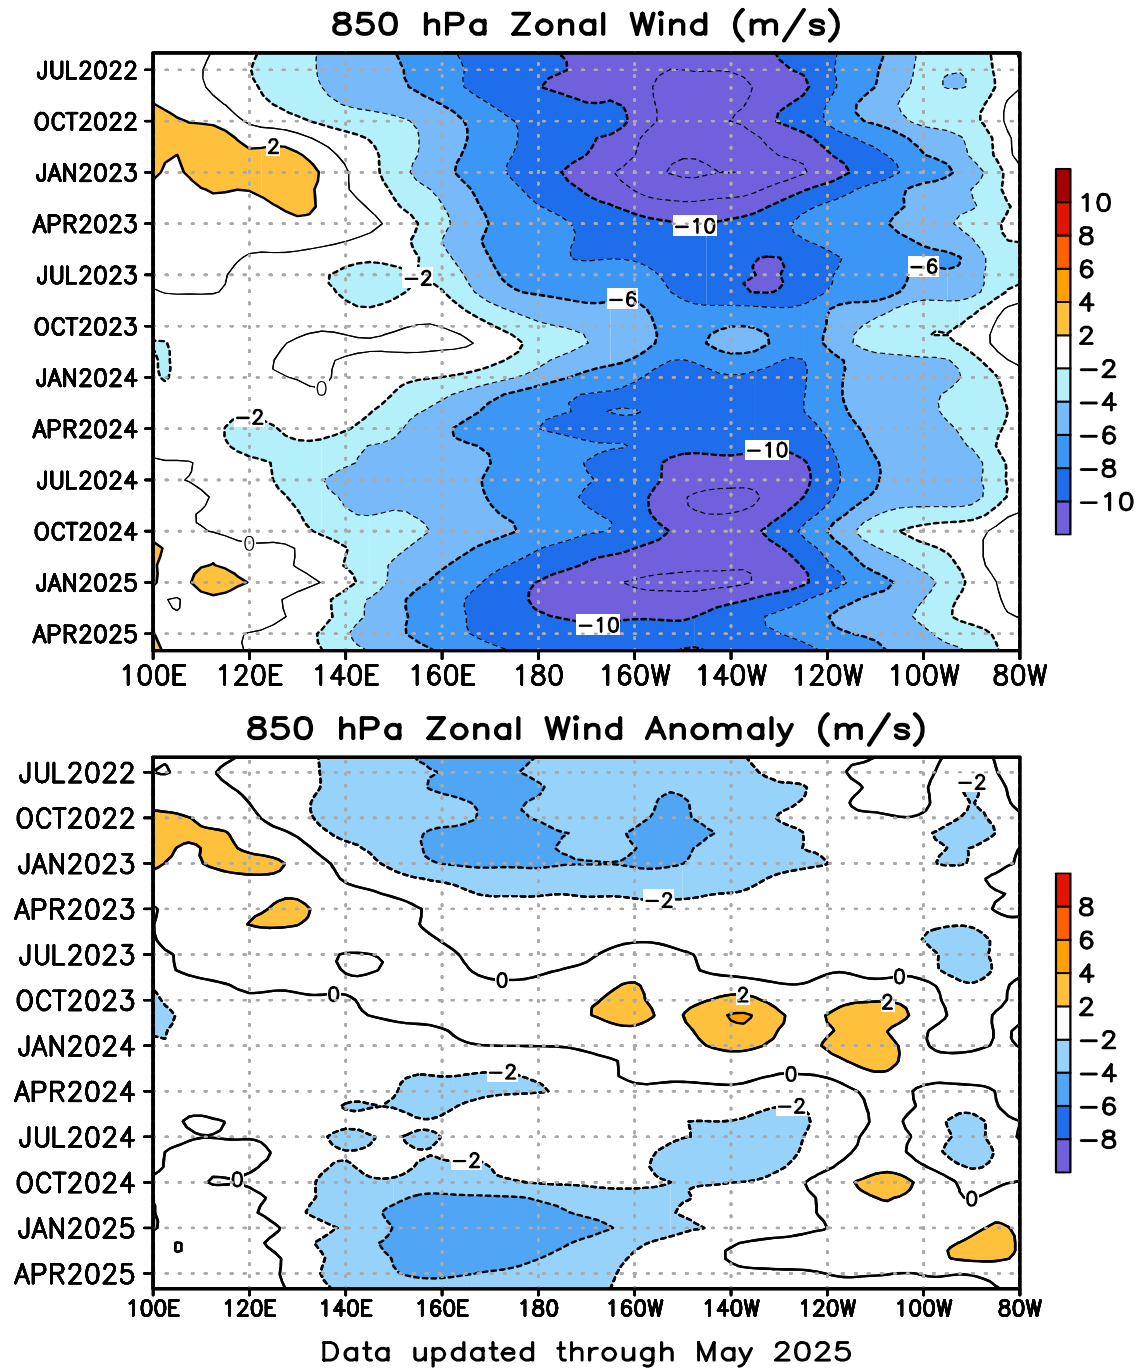 850 hPa Zonal Wind (m/s)
JUL2022
OCT2022
JAN2023
APR2023
JUL2023
OCT2023
JAN2024
APR2024
JUL2024
OCT2024
JAN2025
APR2025
2
-10
-2
-6
-6
0
-2
-10
0
-10
100E 120E 140E 160E 180 160W 140W 120W 100W 80W
10
8
6
4
2
-2
-4
-6
-8
-10
850 hPa Zonal Wind Anomaly (m/s)
JUL2022
OCT2022
JAN2023
APR2023
JUL2023
OCT2023
JAN2024
APR2024
JUL2024
OCT2024
JAN2025
APR2025
-2
-2
0
0
0
2
2
-2
0
-2
-2
0
0
100E 120E 140E 160E 180 160W 140W 120W 100W 80W
8
6
4
2
-2
-4
-6
-8
Data updated through May 2025